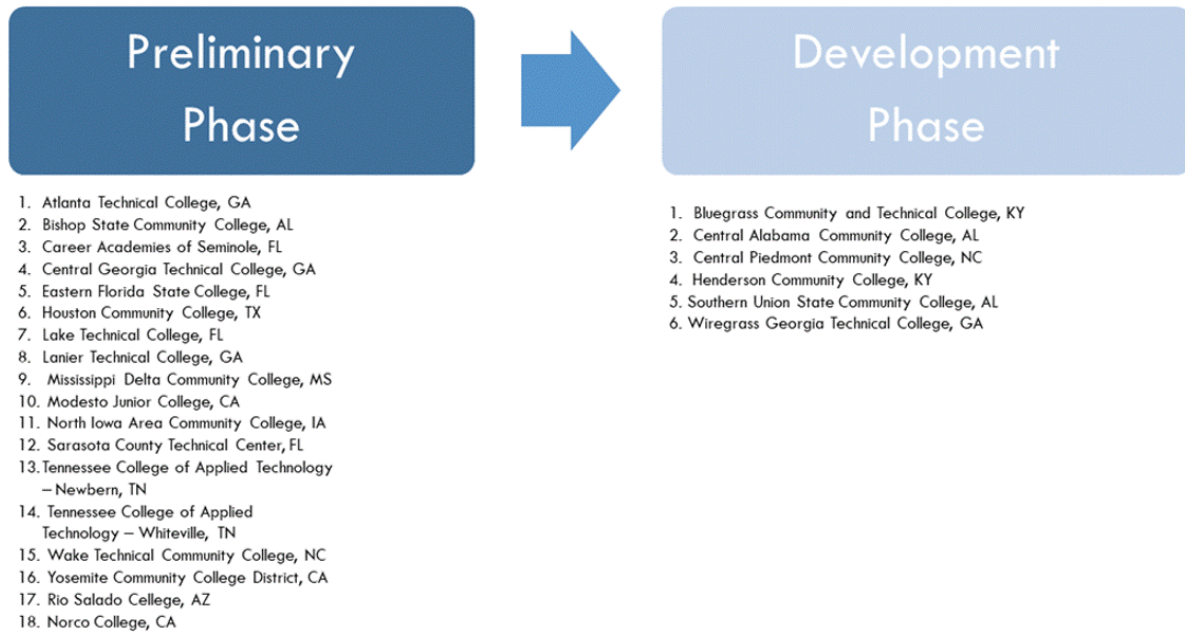 Preliminary
Phase
1. Atlanta Technical College, GA
2. Bishop State Community College, AL
3. Career Academies of Seminole, FL
4. Central Georgia Technical College, GA
5. Eastern Florida State College, FL
6. Houston Community College, TX
7. Lake Technical College, FL
8. Lanier Technical College, GA
9. Mississippi Delta Community College, MS
10. Modesto Junior College, CA
11. North Iowa Area Community College, IA
12. Sarasota County Technical Center, FL
13. Tennessee College of Applied Technology
– Newbern, TN
14. Tennessee College of Applied
Technology – Whiteville, TN
15. Wake Technical Community College, NC
16. Yosemite Community College District, CA
17. Rio Salado Cellege, AZ
18. Norco College, CA
Development
Phase
1. Bluegrass Community and Technical College, KY
2. Central Alabama Community College, AL
3. Central Piedmont Community College, NC
4. Henderson Community College, KY
5. Southern Union State Community College, AL
6. Wiregrass Georgia Technical College, GA